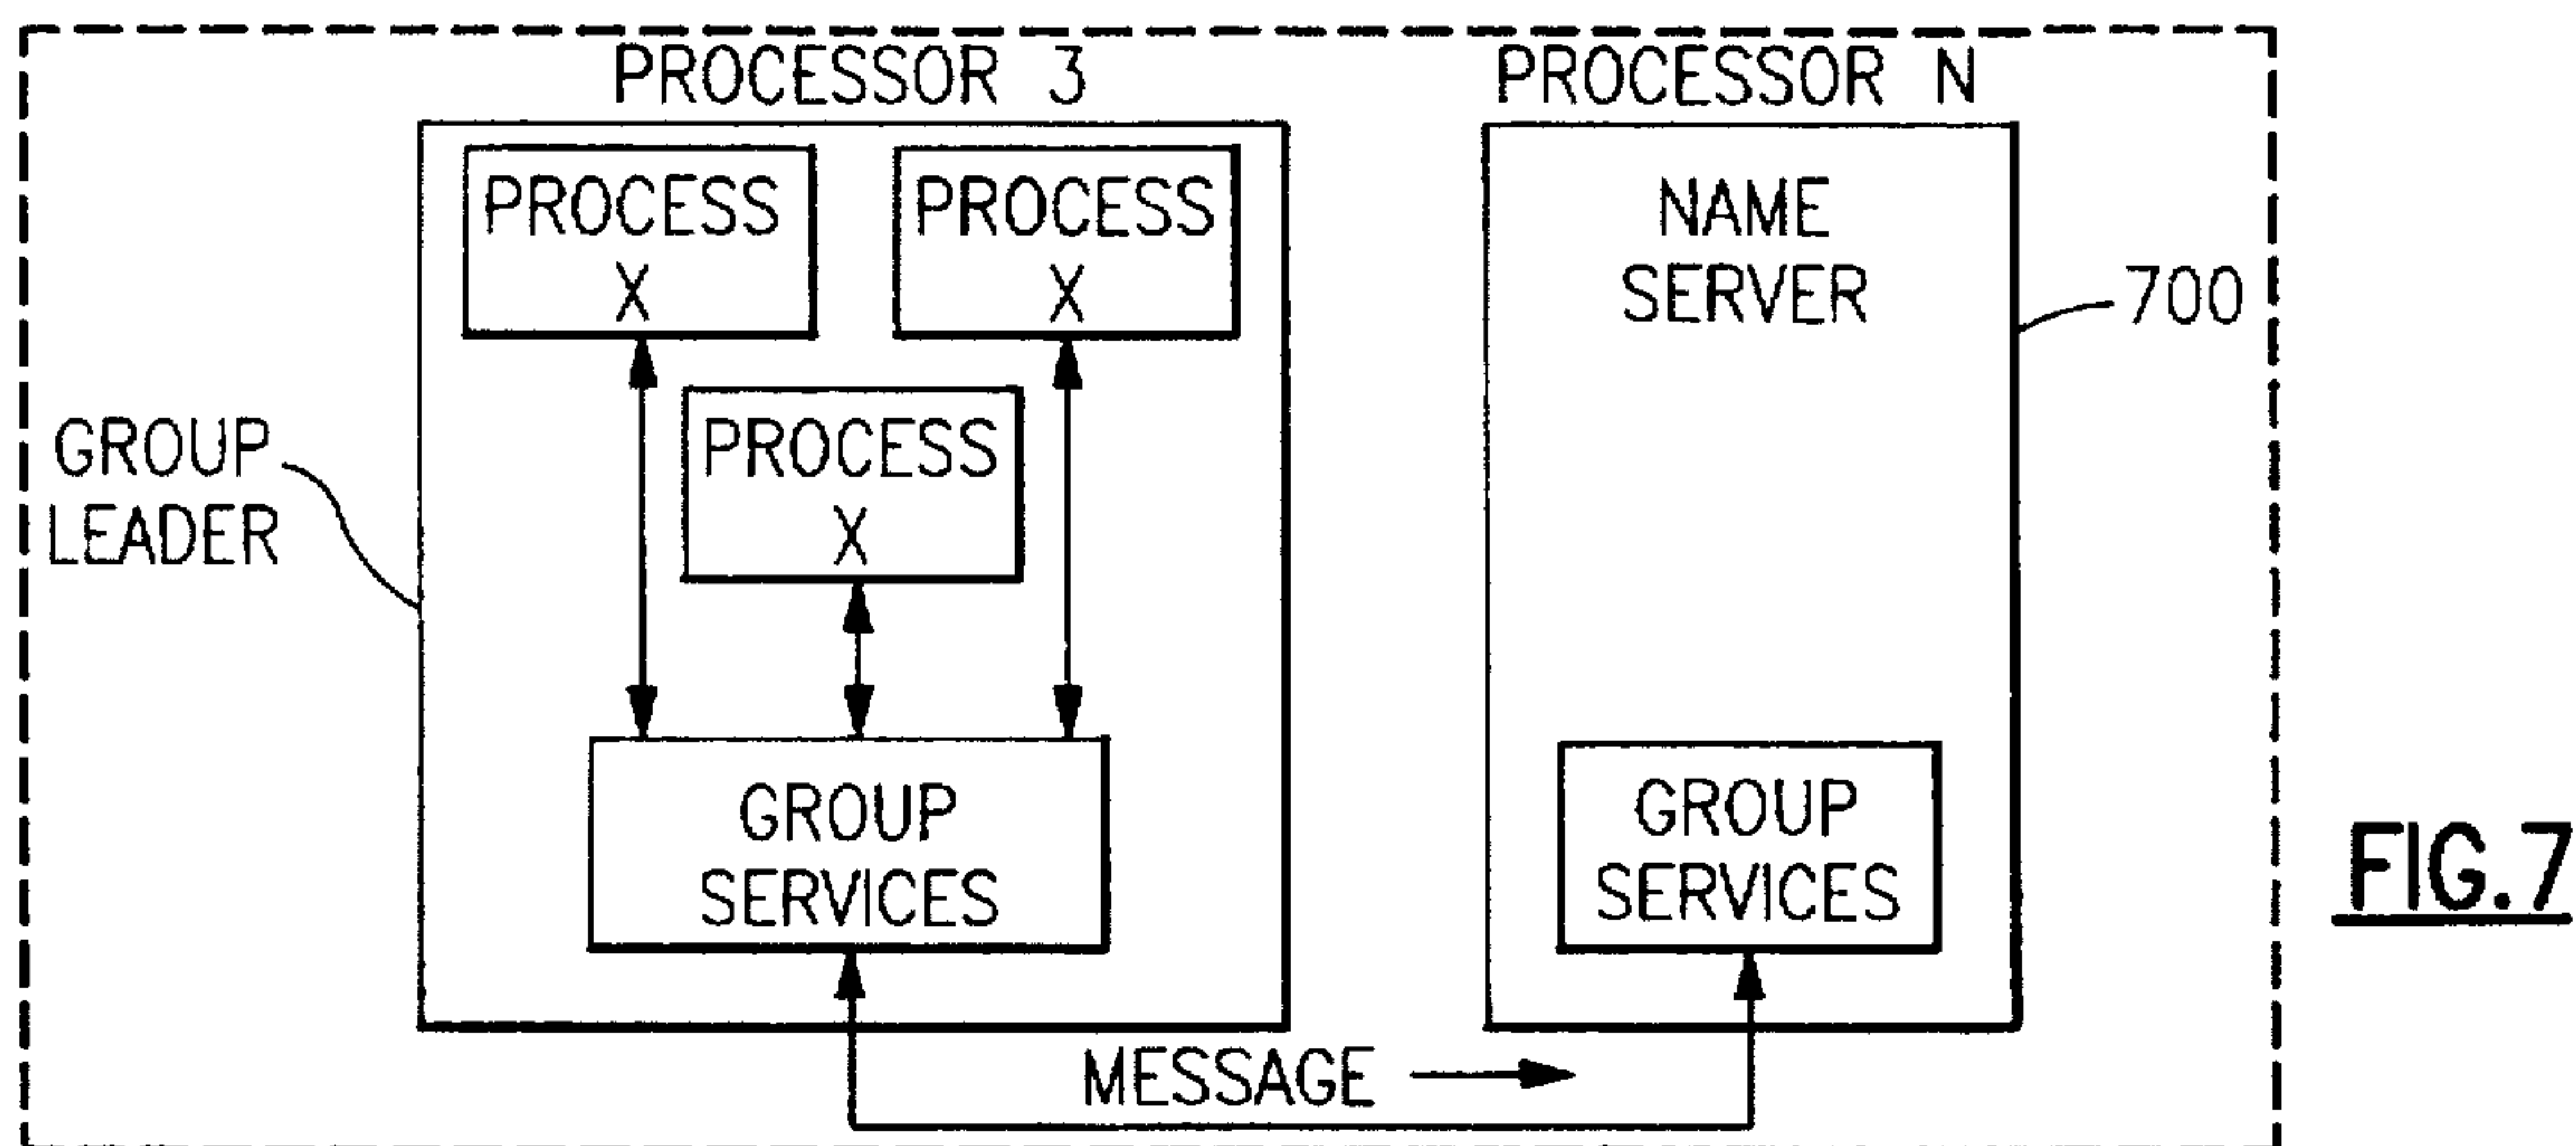 PROCESSOR 3
PROCESSOR N
PROCESS
X
PROCESS
X
NAME
SERVER
700
GROUP
LEADER
PROCESS
X
GROUP
SERVICES
GROUP
SERVICES
FIG.7
MESSAGE